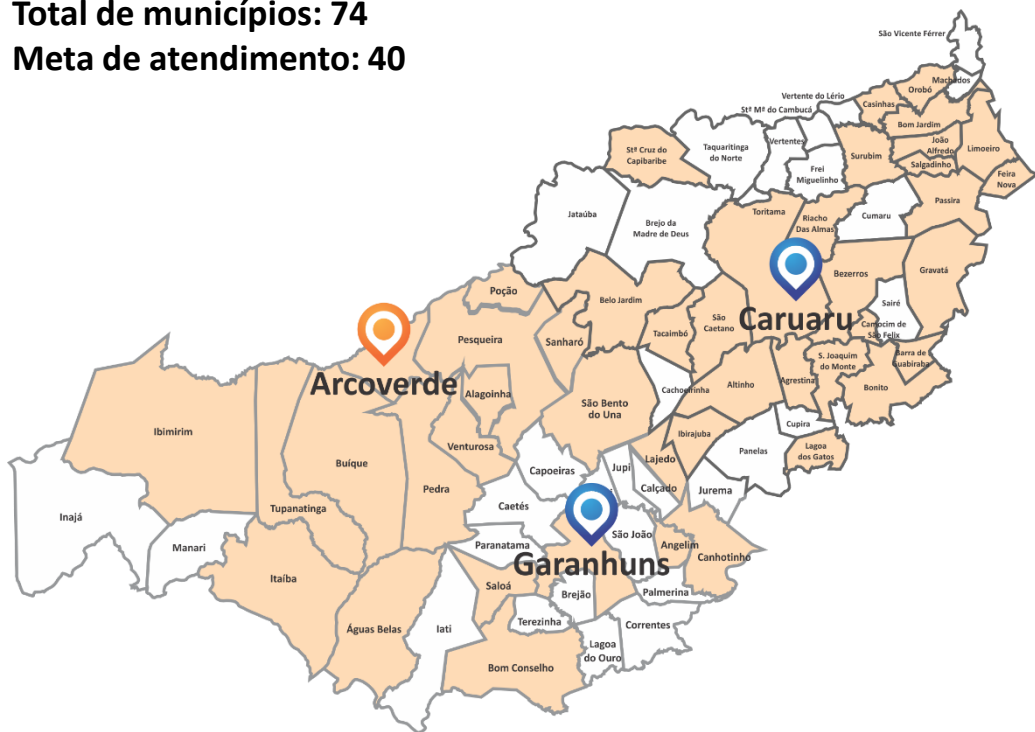 Total de municípios: 74
Meta de atendimento: 40
São Vicente Férrer
Machados
Orobó
Vertente do Lério
Casinhas
Stª Mª do Cambucá
Bom Jardim
Vertentes
João
Alfredo
Limoeiro
Stª Cruz do
Capibaribe
Taquaritinga
do Norte
Surubim
Salgadinho
Frei
Miguelinho
Feira
Nova
Passira
Jataúba
Brejo da
Madre de Deus
Toritama
Riacho
Das Almas
Cumaru
Bezerros
Gravatá
Poção
Belo Jardim
Sairé
São
Caetano
Caruaru
Camocim de
São Felix
Pesqueira
Sanharó
Tacaimbó
Barra de
Guabiraba
S. Joaquim
do Monte
Arcoverde
Alagoinha
Cachoeirinha
Altinho
Agrestina
Bonito
São Bento
do Una
Ibimirim
Ibirajuba
Cupira
Venturosa
Lagoa
dos Gatos
Panelas
Buíque
Capoeiras
Jupi
Lajedo
Pedra
Calçado
Jurema
Caetés
Tupanatinga
Inajá
São João
Manari
Paranatama
Angelim
Canhotinho
Garanhuns
Itaíba
Saloá
Brejão
Palmerina
Terezinha
Correntes
Águas Belas
Iati
Lagoa
do Ouro
Bom Conselho